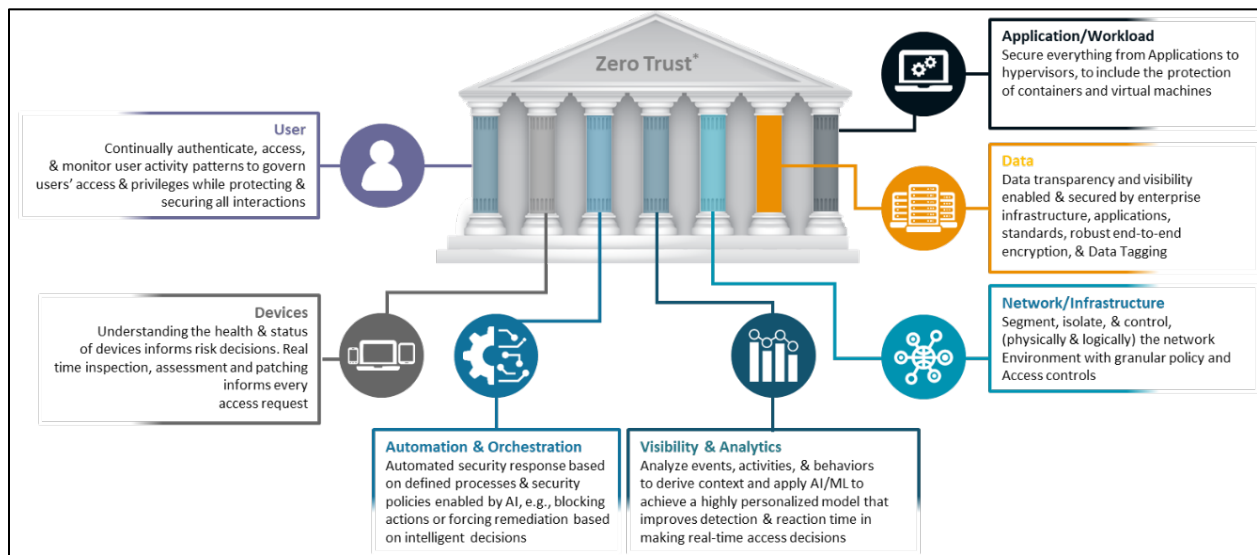 Zero Trust*
User
Continually authenticate, access,
& monitor user activity patterns to govern
users' access & privileges while protecting &
securing all interactions
Devices
Understanding the health & status
of devices informs risk decisions. Real
time inspection, assessment and patching
informs every
access request
Automation & Orchestration
Automated security response based
on defined processes & security
policies enabled by AI, e.g., blocking
actions or forcing remediation based
on intelligent decisions
Visibility & Analytics
Analyze events, activities, & behaviors
to derive context and apply AI/ML to
achieve a highly personalized model that
improves detection & reaction time in
making real-time access decisions
Application/Workload
Secure everything from Applications to
hypervisors, to include the protection
of containers and virtual machines
Data
Data transparency and visibility
enabled & secured by enterprise
infrastructure, applications,
standards, robust end-to-end
encryption, & Data Tagging
Network/Infrastructure
Segment, isolate, & control,
(physically & logically) the network
Environment with granular policy and
Access controls